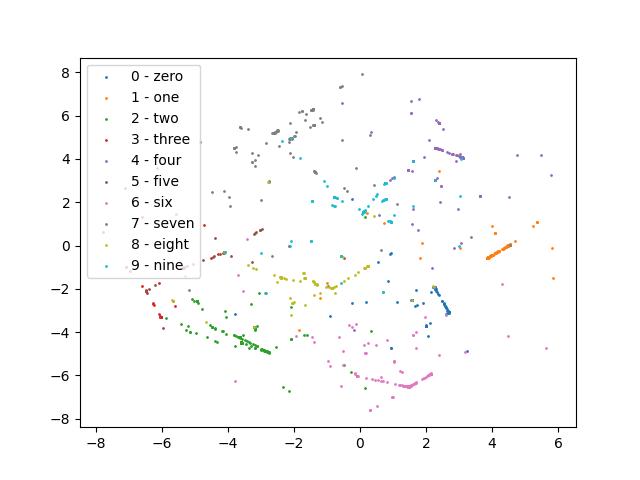 0 - zero
1 - one
2 - two
3 - three
4 - four
5 - five
6 - six
7 - seven
8 - eight
9 - nine
8
6
4
2
0
−2
−4
−6
−8
−8 −6 −4 −2 0 2 4 6